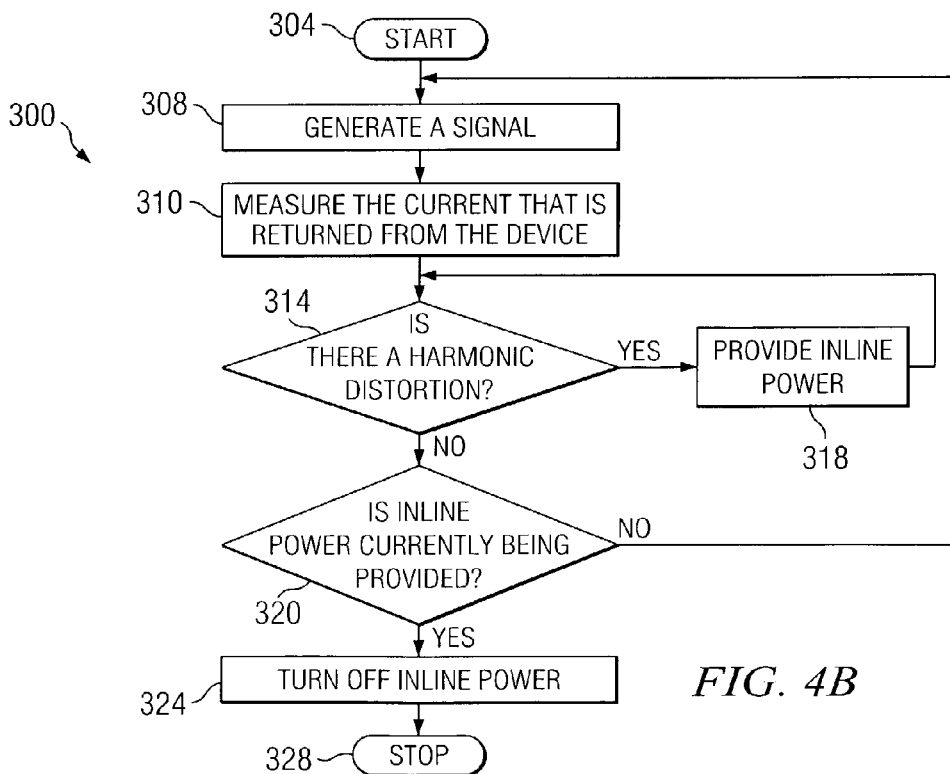 304
START
300
308
GENERATE A SIGNAL
310
MEASURE THE CURRENT THAT IS
RETURNED FROM THE DEVICE
314
IS
THERE A HARMONIC
DISTORTION?
YES
PROVIDE INLINE
POWER
318
NO
IS INLINE
POWER CURRENTLY BEING
PROVIDED?
NO
320
YES
324
TURN OFF INLINE POWER
FIG. 4B
328
STOP